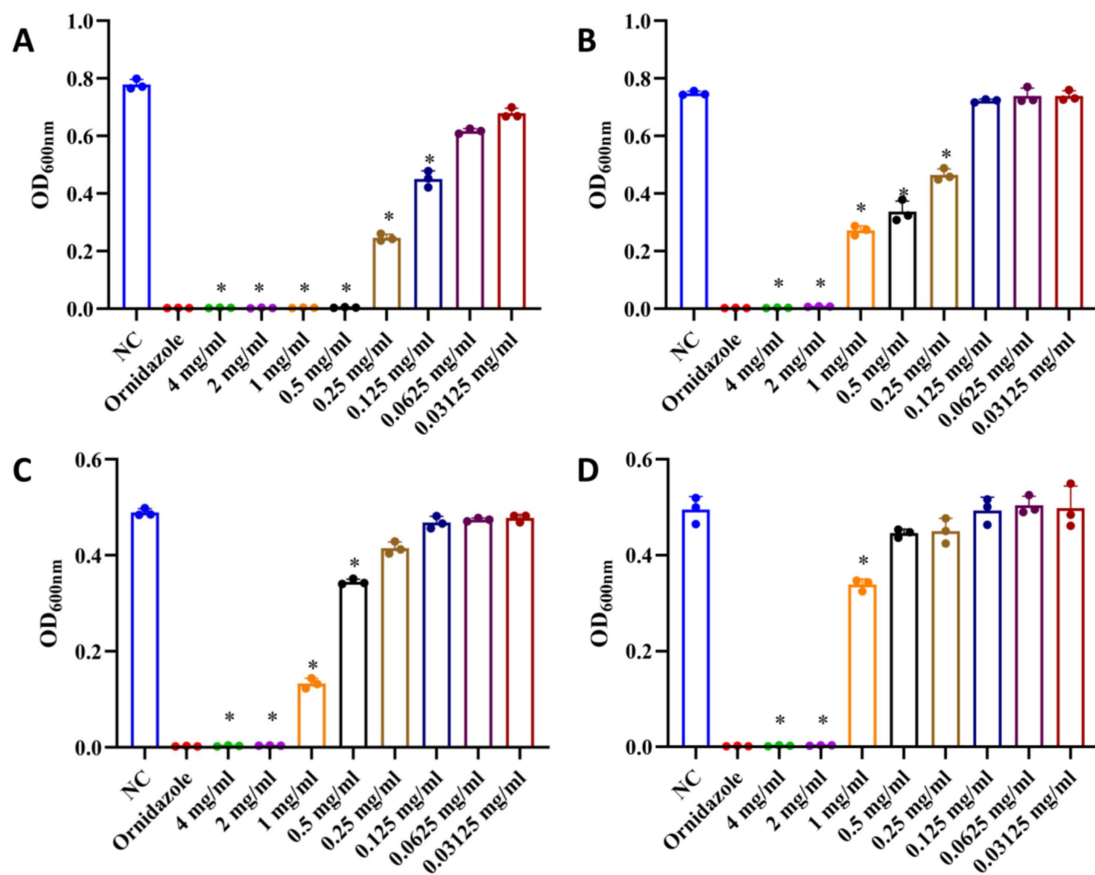 A
OD600nm
1.0
0.8
0.6
0.4
0.2
0.0
* * * * * *
NC
Ornidazole
4 mg/ml
2 mg/ml
1 mg/ml
0.5 mg/ml
0.25 mg/ml
0.125 mg/ml
0.0625 mg/ml
0.03125 mg/ml
B
OD600nm
1.0
0.8
0.6
0.4
0.2
0.0
* * * * *
NC
Ornidazole
4 mg/ml
2 mg/ml
1 mg/ml
0.5 mg/ml
0.25 mg/ml
0.125 mg/ml
0.0625 mg/ml
0.03125 mg/ml
C
OD600nm
0.6
0.4
0.2
0.0
* * * *
NC
Ornidazole
4 mg/ml
2 mg/ml
1 mg/ml
0.5 mg/ml
0.25 mg/ml
0.125 mg/ml
0.0625 mg/ml
0.03125 mg/ml
D
OD600nm
0.6
0.4
0.2
0.0
* * *
NC
Ornidazole
4 mg/ml
2 mg/ml
1 mg/ml
0.5 mg/ml
0.25 mg/ml
0.125 mg/ml
0.0625 mg/ml
0.03125 mg/ml